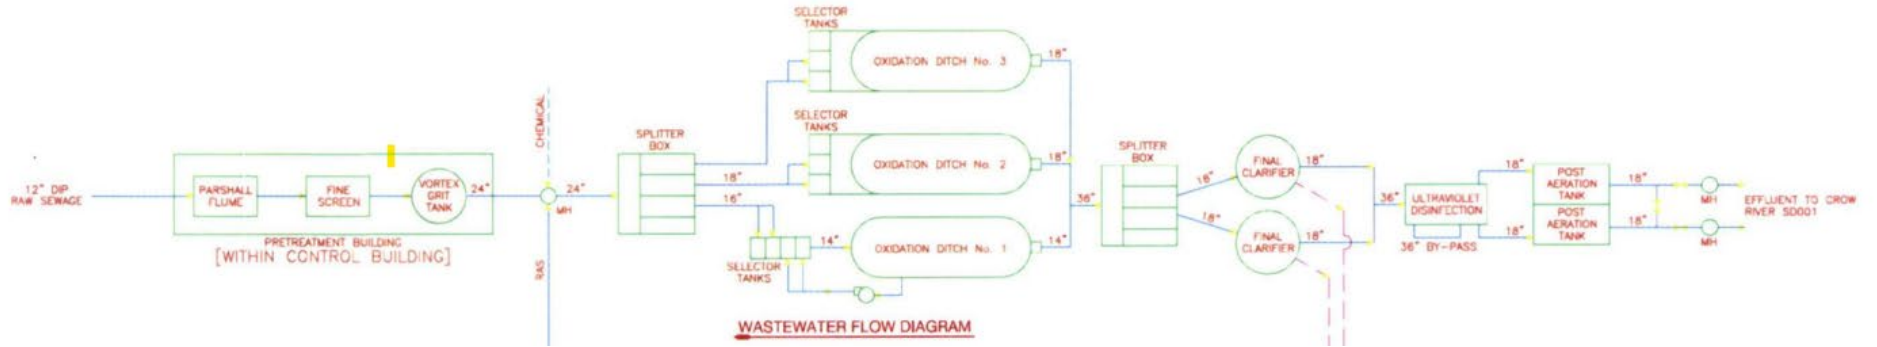 12" DIP
RAW SEWAGE
PARSHALL
FLUME
FINE
SCREEN
VORTEX
GRIT
TANK
24"
PRETREATMENT BUILDING
[WITHIN CONTROL BUILDING]
CHEMICAL
MH
RAS
24"
SPLITTER
BOX
18"
16"
SELECTOR
TANKS
OXIDATION DITCH No. 3
18"
SELECTOR
TANKS
OXIDATION DITCH No. 2
18"
SELECTOR
TANKS
14"
OXIDATION DITCH No. 1
14"
WASTEWATER FLOW DIAGRAM
36"
SPLITTER
BOX
18"
18"
FINAL
CLARIFIER
18"
FINAL
CLARIFIER
18"
36"
ULTRAVIOLET
DISINFECTION
36" BY-PASS
18"
18"
POST
AERATION
TANK
POST
AERATION
TANK
18"
18"
MH
MH
EFFLUENT TO CROW
RIVER SD001